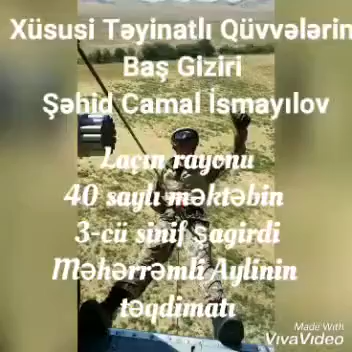 Xüsusi Təyinatlı Qüvvələrin
Baş Giziri
Şəhid Camal İsmayılov
Laçın rayonu
40 saylı məktəbin
3-cü sinif şagirdi
Məhərrəmli Aylinin
təqdimatı
Made With
VivaVideo